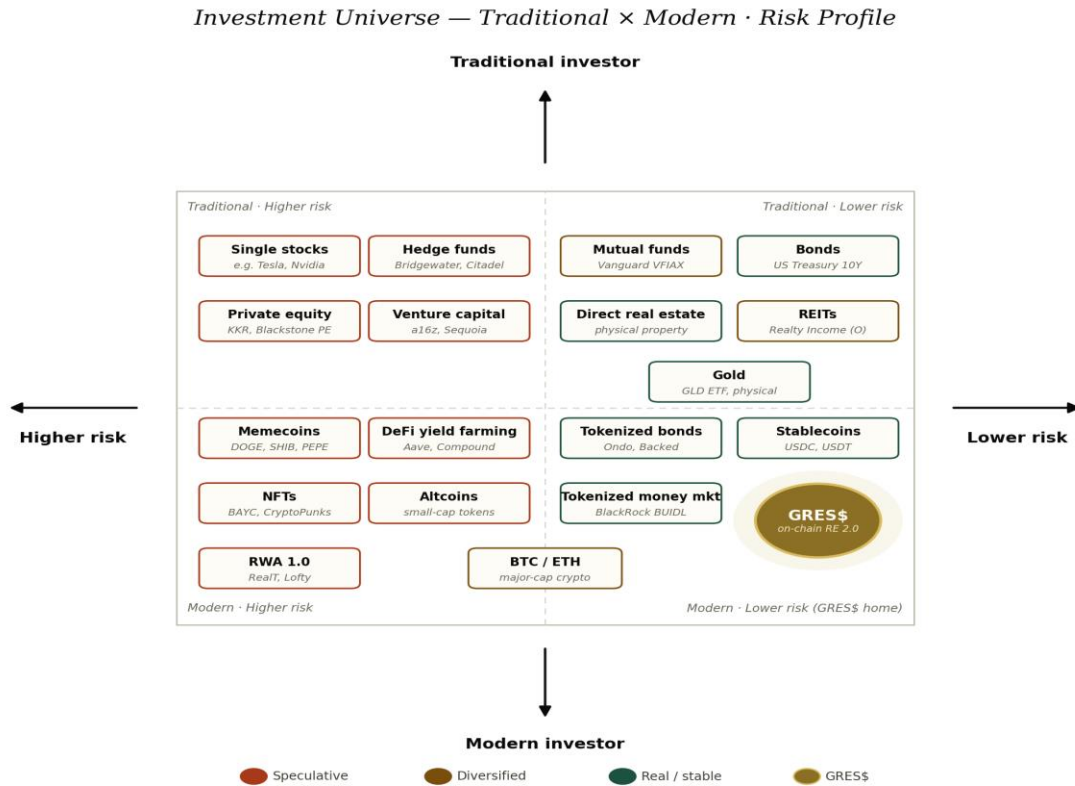 Investment Universe — Traditional × Modern · Risk Profile
Traditional investor
Traditional · Higher risk
Traditional · Lower risk
Single stocks
e.g. Tesla, Nvidia
Hedge funds
Bridgewater, Citadel
Mutual funds
Vanguard VFIAX
Bonds
US Treasury 10Y
Private equity
KKR, Blackstone PE
Venture capital
a16z, Sequoia
Direct real estate
physical property
REITs
Realty Income (O)
Gold
GLD ETF, physical
Higher risk
Lower risk
Memecoins
DOGE, SHIB, PEPE
DeFi yield farming
Aave, Compound
Tokenized bonds
Ondo, Backed
Stablecoins
USDC, USDT
NFTs
BAYC, CryptoPunks
Altcoins
small-cap tokens
Tokenized money mkt
BlackRock BUIDL
GRES$
on-chain RE 2.0
RWA 1.0
RealT, Lofty
BTC / ETH
major-cap crypto
Modern · Higher risk
Modern · Lower risk (GRES$ home)
Modern investor
Speculative
Diversified
Real / stable
GRES$